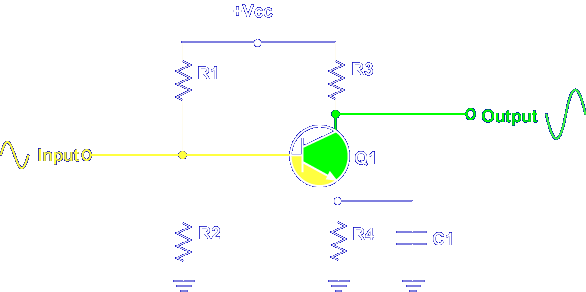 +Vcc
R1
R3
Output
Input
Q1
R2
R4
C1